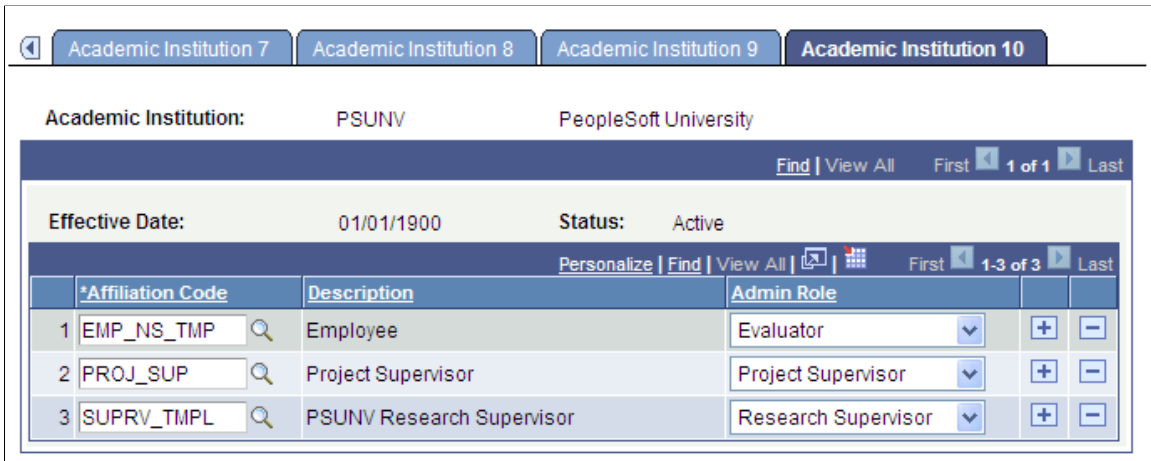 Academic Institution 7 Academic Institution 8 Academic Institution 9 Academic Institution 10
Academic Institution: PSUNV PeopleSoft University
Find | View All First 1 of 1 Last
Effective Date: 01/01/1900 Status: Active
Personalize | Find | View All | | First 1-3 of 3 Last
*Affiliation Code Description Admin Role
1 EMP_NS_TMP Employee Evaluator
2 PROJ_SUP Project Supervisor Project Supervisor
3 SUPRV_TMPL PSUNV Research Supervisor Research Supervisor